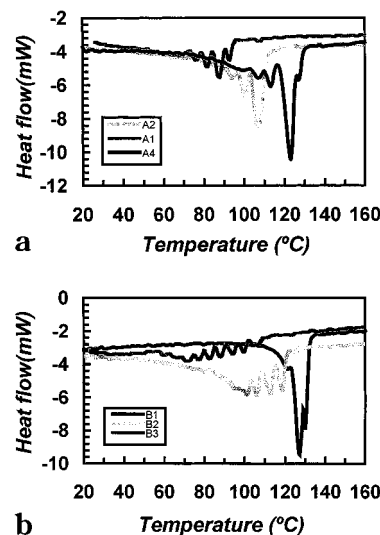 -2
-4
-6
-8
-10
-12
Heat flow(mW)
A2
A1
A4
20 40 60 80 100 120 140 160
a
Temperature (ºC)
0
-2
-4
-6
-8
-10
Heat flow(mW)
B1
B2
B3
20 40 60 80 100 120 140 160
b
Temperature (ºC)